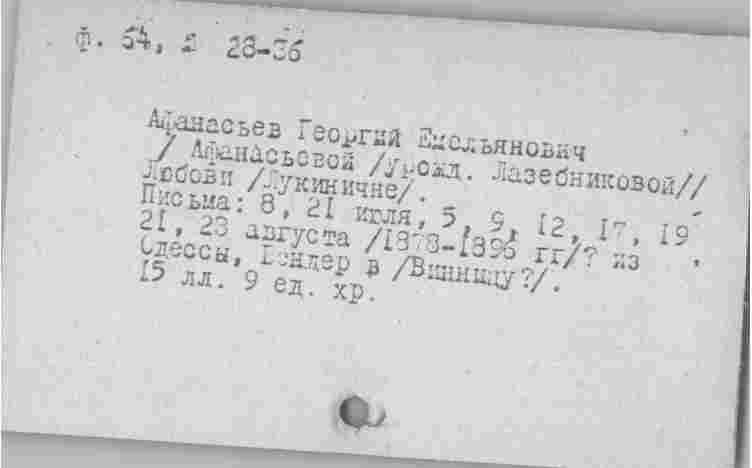 ф. 54, 28-36
Афанасьев Георгий Емельянович
/ Афанасьевой /урожд. Лазебниковой//
Любови /Лукиничне/.
Письма: 8, 21 июля, 5, 9, 12, 17, 19,
21, 23 августа /1878-1896 гг/? из
Одессы, Бендер в /Винницу?/.
15 лл. 9 ед. хр.